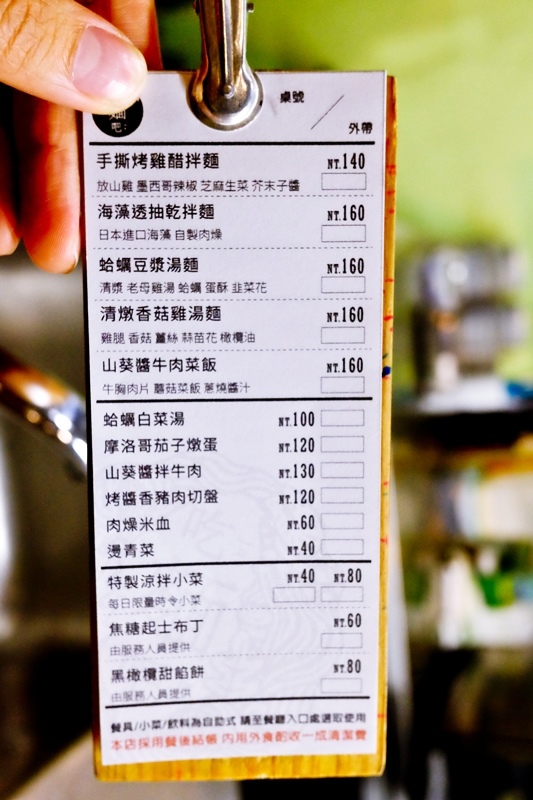 麵
吧
桌號
外帶
手撕烤雞醋拌麵 NT.140
放山雞 墨西哥辣椒 芝麻生菜 芥末子醬
海藻透抽乾拌麵 NT.160
日本進口海藻 自製肉燥
蛤蠣豆漿湯麵 NT.160
清漿 老母雞湯 蛤蠣 蛋酥 韭菜花
清燉香菇雞湯麵 NT.160
雞腿 香菇 薑絲 蒜苗花 橄欖油
山葵醬牛肉菜飯 NT.160
牛胸肉片 蘑菇菜飯 蔥燒醬汁
蛤蠣白菜湯 NT.100
摩洛哥茄子燉蛋 NT.120
山葵醬拌牛肉 NT.130
烤醬香豬肉切盤 NT.120
肉燥米血 NT.60
燙青菜 NT.40
特製涼拌小菜 NT.40 NT.80
每日限量時令小菜
焦糖起士布丁 NT.60
由服務人員提供
黑橄欖甜餡餅 NT.80
由服務人員提供
餐具/小菜/飲料為自助式 請至餐廳入口處選取使用
本店採用餐後結帳 內用外食酌收一成清潔費